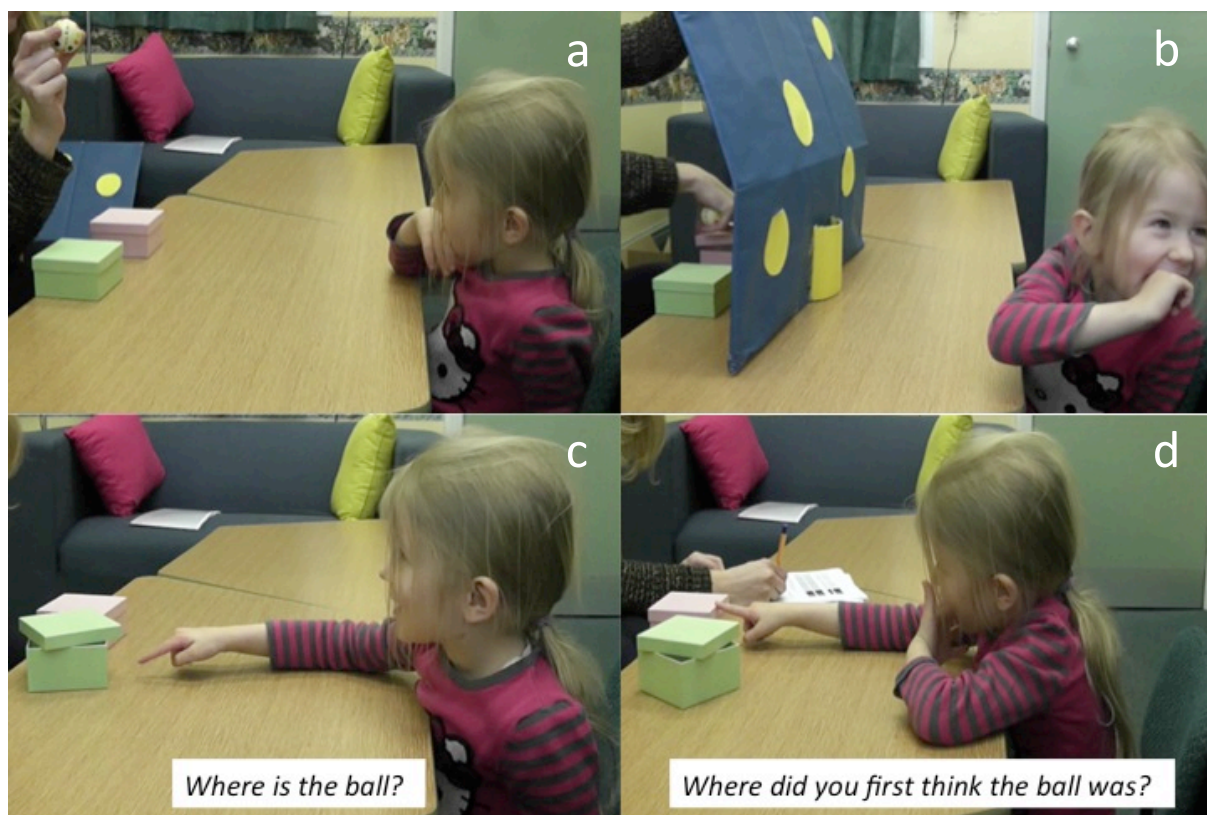 a
b
c
Where is the ball?
d
Where did you first think the ball was?